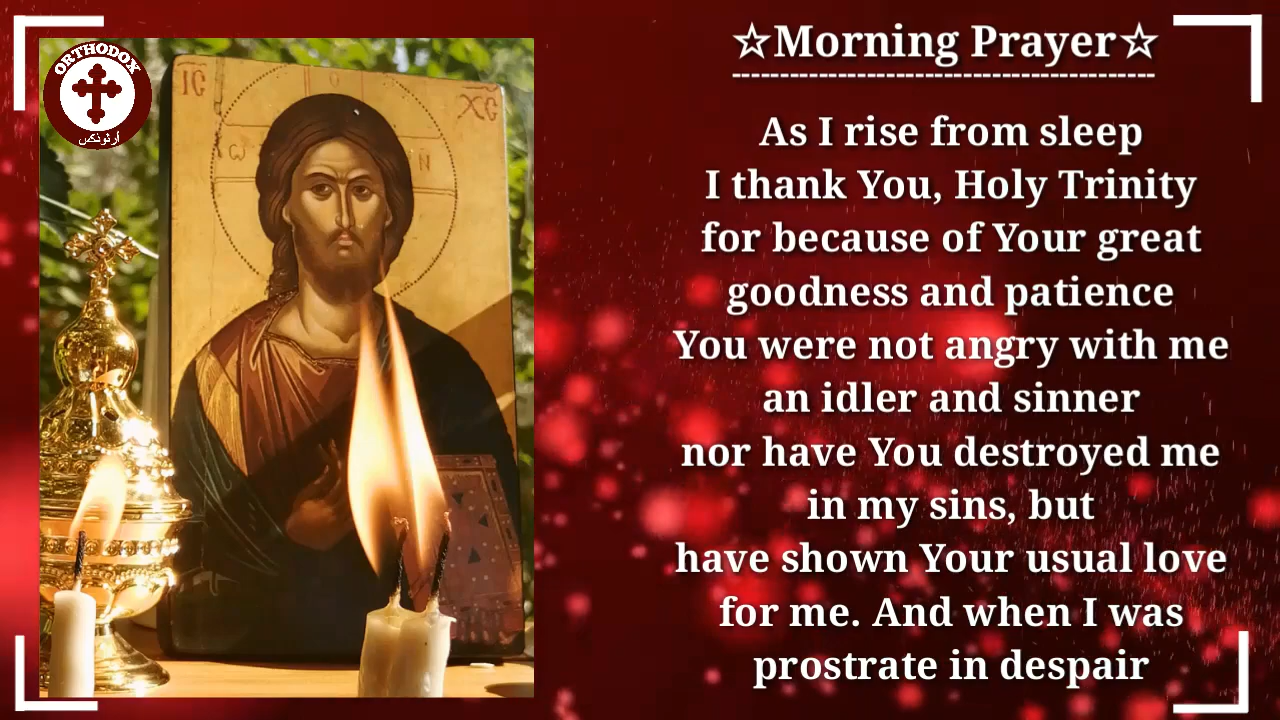 ORTHODOX
ارثوذکس
IC
XC
Ο
ω
Ν
☆Morning Prayer☆
As I rise from sleep
I thank You, Holy Trinity
for because of Your great
goodness and patience
You were not angry with me
an idler and sinner
nor have You destroyed me
in my sins, but
have shown Your usual love
for me. And when I was
prostrate in despair